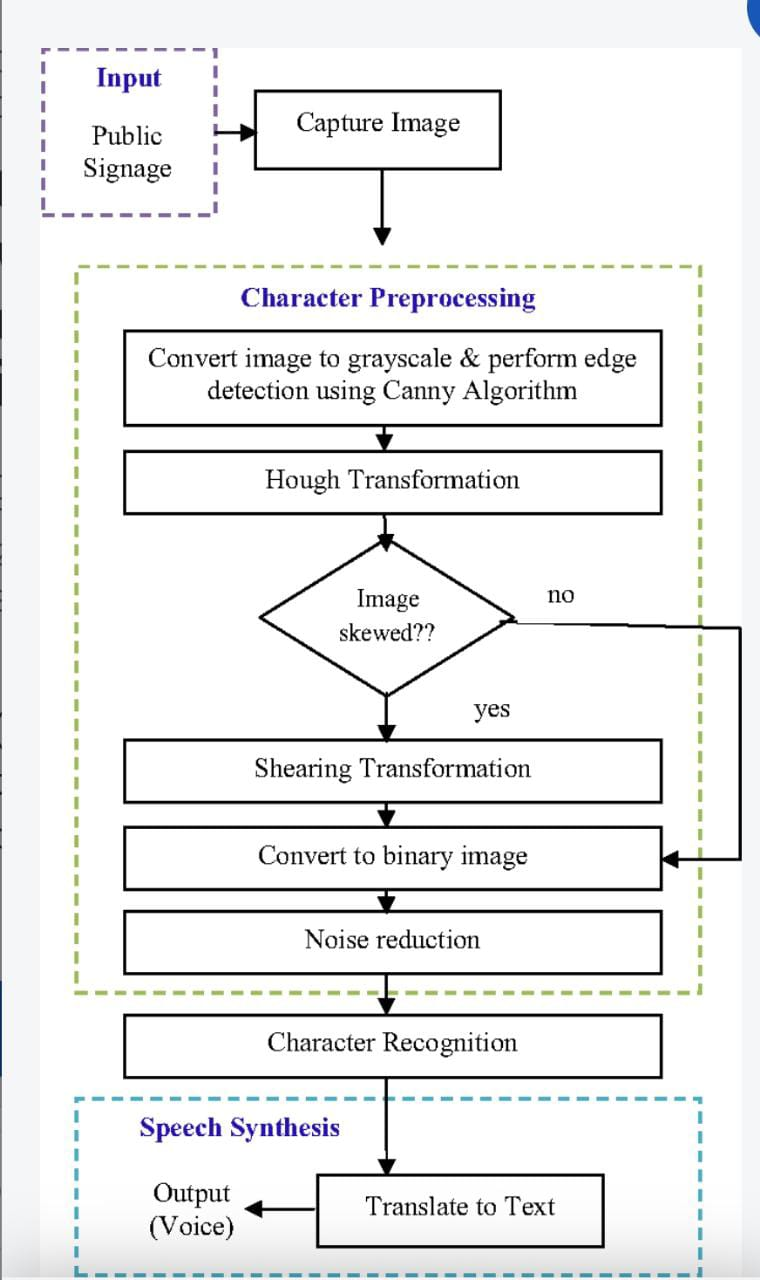 Input
Public
Signage
Capture Image
Character Preprocessing
Convert image to grayscale & perform edge
detection using Canny Algorithm
Hough Transformation
Image
skewed??
no
yes
Shearing Transformation
Convert to binary image
Noise reduction
Character Recognition
Speech Synthesis
Translate to Text
Output
(Voice)